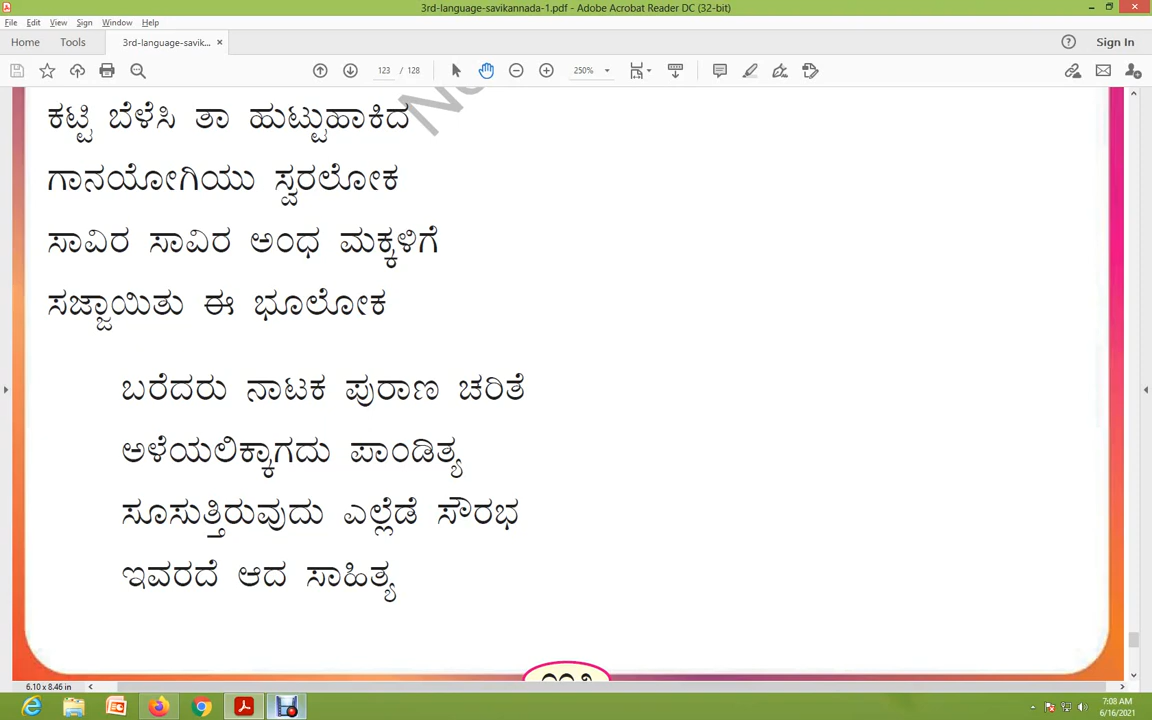 3rd-language-savikannada-1.pdf - Adobe Acrobat Reader DC (32-bit)
File Edit View Sign Window Help
Home Tools 3rd-language-savik... × Sign In
123 / 128 250%
ಕಟ್ಟಿ ಬೆಳೆಸಿ ತಾ ಹುಟ್ಟುಹಾಕಿದ
ಗಾನಯೋಗಿಯು ಸ್ವರಲೋಕ
ಸಾವಿರ ಸಾವಿರ ಅಂಧ ಮಕ್ಕಳಿಗೆ
ಸಜ್ಜಾಯಿತು ಈ ಭೂಲೋಕ
ಬರೆದರು ನಾಟಕ ಪುರಾಣ ಚರಿತೆ
ಅಳೆಯಲಿಕ್ಕಾಗದು ಪಾಂಡಿತ್ಯ
ಸೂಸುತ್ತಿರುವುದು ಎಲ್ಲೆಡೆ ಸೌರಭ
ಇವರದೆ ಆದ ಸಾಹಿತ್ಯ
6.10 x 8.46 in
7:08 AM
6/16/2021